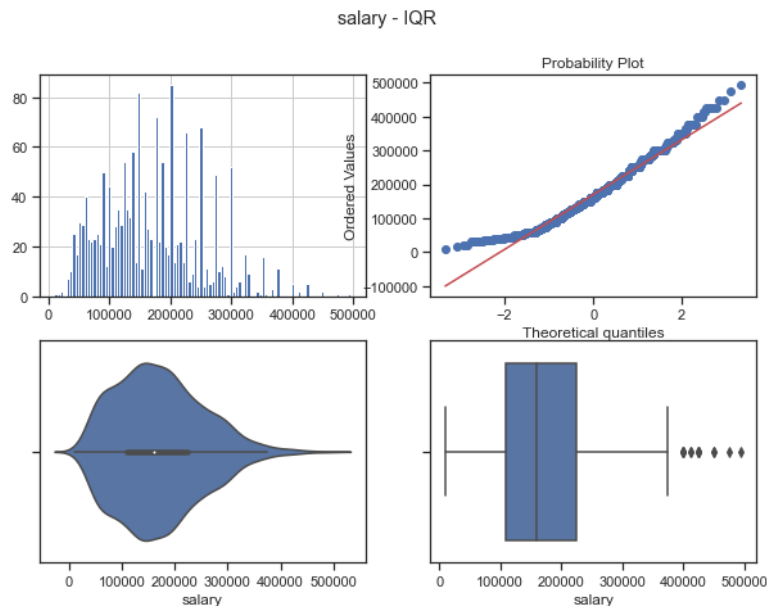 salary - IQR
80
60
40
20
0
0 100000 200000 300000 400000 500000
Probability Plot
Ordered Values
500000
400000
300000
200000
100000
0
−100000
−2 0 2
Theoretical quantiles
0 100000 200000 300000 400000 500000
salary
0 100000 200000 300000 400000 500000
salary